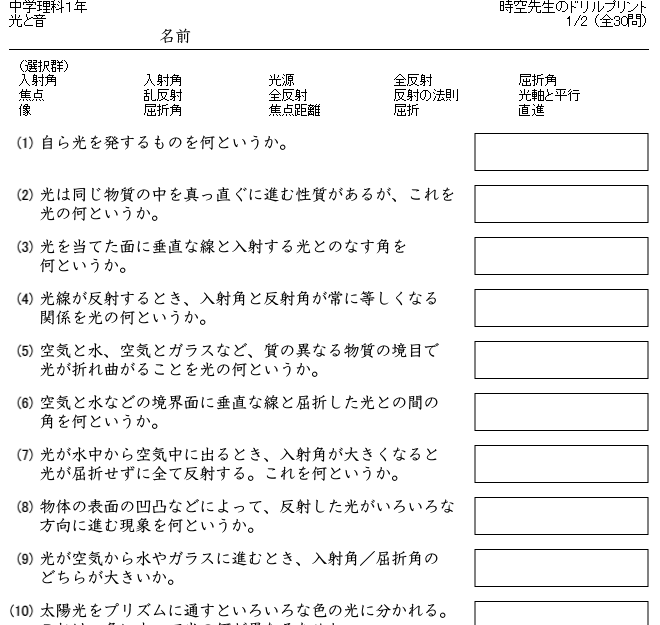 中学理科1年
時空先生のドリルプリント
光と音
1/2(全30問)
名前
(選択群)
入射角 入射角 光源 全反射 屈折角
焦点 乱反射 全反射 反射の法則 光軸と平行
像 屈折角 焦点距離 屈折 直進
(1) 自ら光を発するものを何というか。
(2) 光は同じ物質の中を真っ直ぐに進む性質があるが、これを
光の何というか。
(3) 光を当てた面に垂直な線と入射する光とのなす角を
何というか。
(4) 光線が反射するとき、入射角と反射角が常に等しくなる
関係を光の何というか。
(5) 空気と水、空気とガラスなど、質の異なる物質の境目で
光が折れ曲がることを光の何というか。
(6) 空気と水などの境界面に垂直な線と屈折した光との間の
角を何というか。
(7) 光が水中から空気中に出るとき、入射角が大きくなると
光が屈折せずに全て反射する。これを何というか。
(8) 物体の表面の凹凸などによって、反射した光がいろいろな
方向に進む現象を何というか。
(9) 光が空気から水やガラスに進むとき、入射角／屈折角の
どちらが大きいか。
(10) 太陽光をプリズムに通すといろいろな色の光に分かれる。